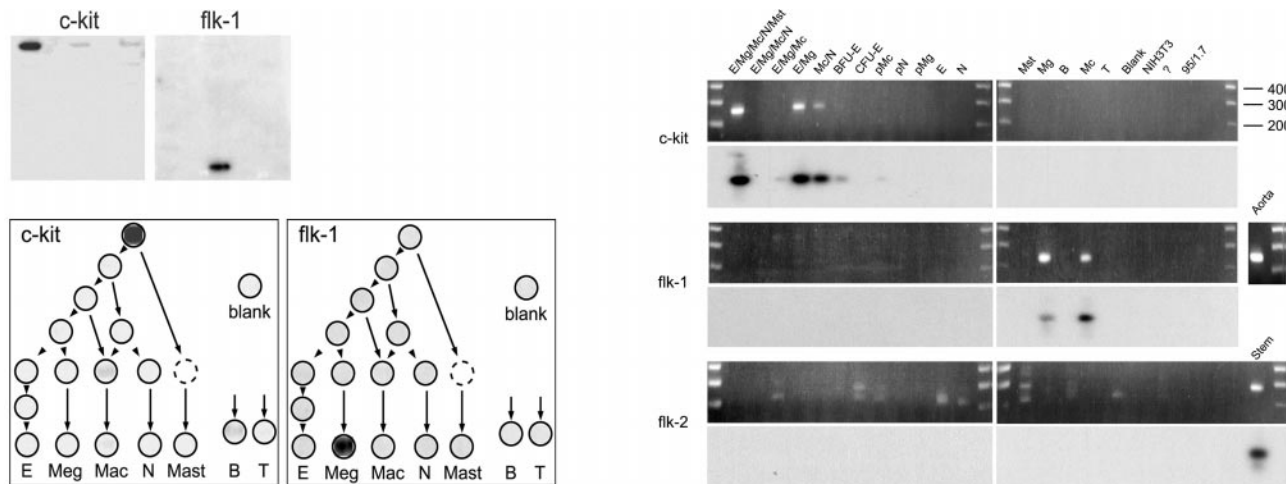 c-kit
flk-1
c-kit
blank
E Meg Mac N Mast B T
flk-1
blank
E Meg Mac N Mast B T
E/Mg/Mc/N/Mst
E/Mg/Mc/N
E/Mg/Mc
E/Mg
Mc/N
BFU-E
CFU-E
pMc
pN
pMg
E
N
Mst
Mg
B
Mc
T
Blank
NIH3T3
?
95/1.7
c-kit
400
300
200
flk-1
Aorta
flk-2
Stem